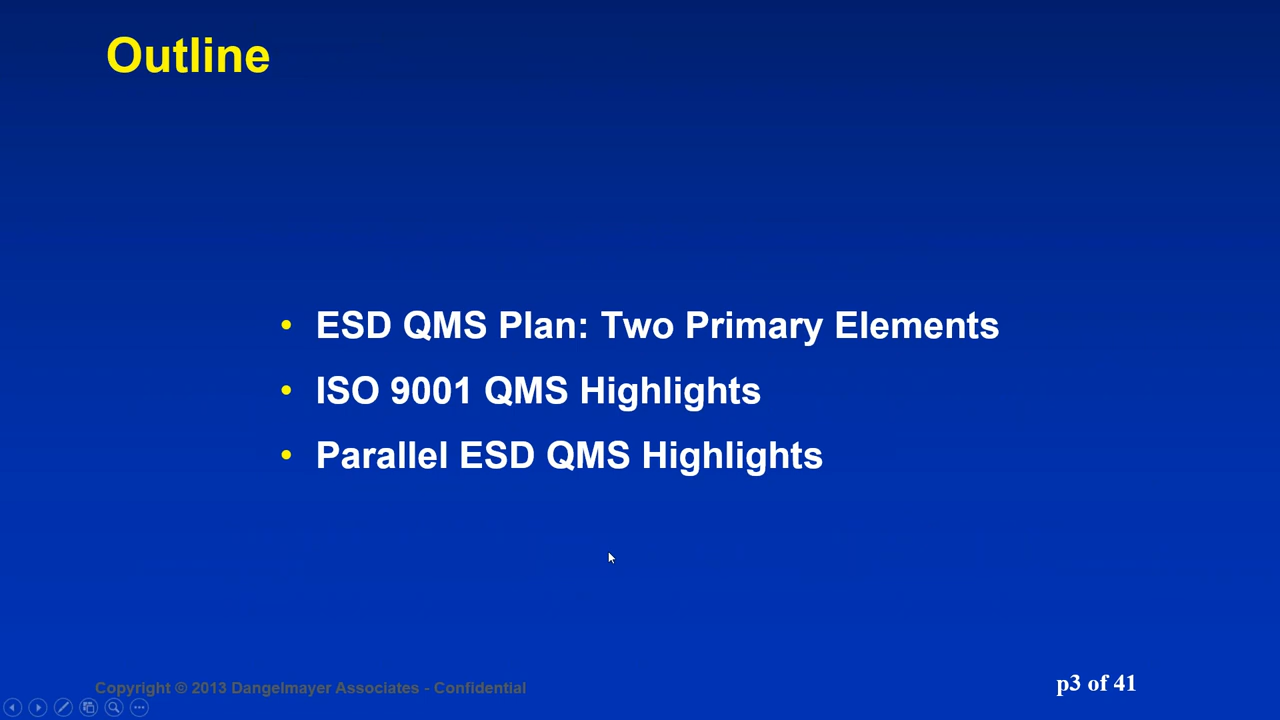 Outline
• ESD QMS Plan: Two Primary Elements
• ISO 9001 QMS Highlights
• Parallel ESD QMS Highlights
Copyright © 2013 Dangelmayer Associates - Confidential
p3 of 41